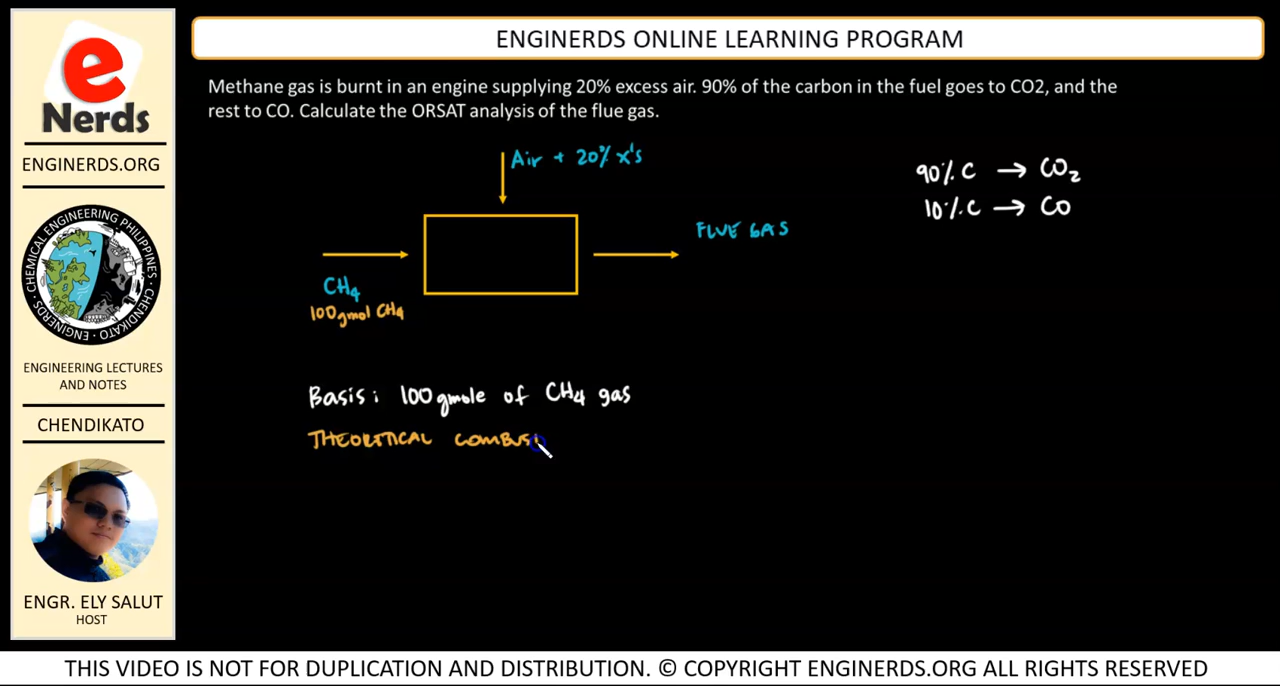 e
Nerds
ENGINERDS.ORG
CHEMICAL ENGINEERING PHILIPPINES
CHENDIKATO · ENGINERDS
ENGINEERING LECTURES
AND NOTES
CHENDIKATO
ENGR. ELY SALUT
HOST
ENGINERDS ONLINE LEARNING PROGRAM
Methane gas is burnt in an engine supplying 20% excess air. 90% of the carbon in the fuel goes to CO2, and the
rest to CO. Calculate the ORSAT analysis of the flue gas.
Air + 20% x's
90% C → CO₂
10% C → CO
FLUE GAS
CH₄
100gmol CH₄
Basis: 100gmole of CH₄ gas
THEORETICAL COMBUS
THIS VIDEO IS NOT FOR DUPLICATION AND DISTRIBUTION. © COPYRIGHT ENGINERDS.ORG ALL RIGHTS RESERVED